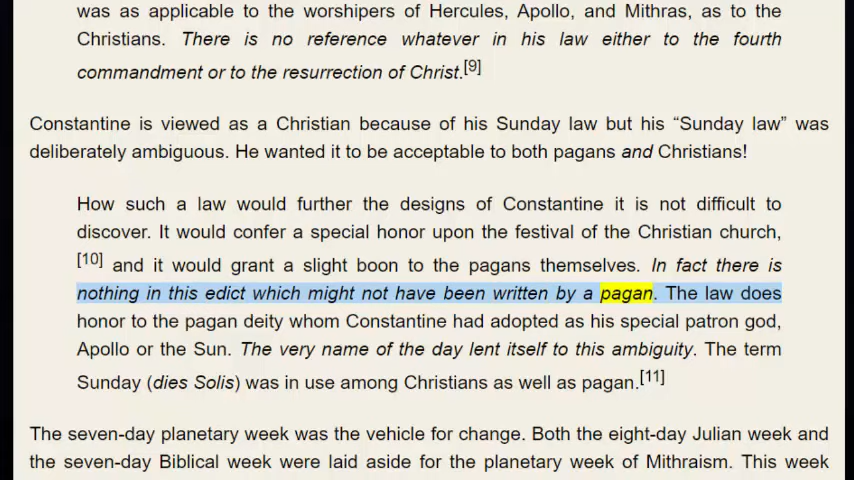 was as applicable to the worshipers of Hercules, Apollo, and Mithras, as to the
Christians. There is no reference whatever in his law either to the fourth
commandment or to the resurrection of Christ.[9]
Constantine is viewed as a Christian because of his Sunday law but his “Sunday law” was
deliberately ambiguous. He wanted it to be acceptable to both pagans and Christians!
How such a law would further the designs of Constantine it is not difficult to
discover. It would confer a special honor upon the festival of the Christian church,
[10] and it would grant a slight boon to the pagans themselves. In fact there is
nothing in this edict which might not have been written by a pagan. The law does
honor to the pagan deity whom Constantine had adopted as his special patron god,
Apollo or the Sun. The very name of the day lent itself to this ambiguity. The term
Sunday (dies Solis) was in use among Christians as well as pagan.[11]
The seven-day planetary week was the vehicle for change. Both the eight-day Julian week and
the seven-day Biblical week were laid aside for the planetary week of Mithraism. This week